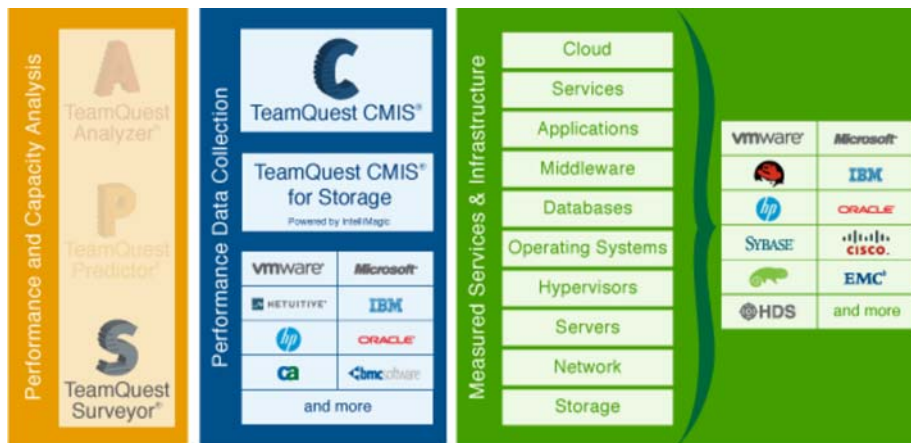 Performance and Capacity Analysis
A
TeamQuest
Analyzer®
P
TeamQuest
Predictor®
S
TeamQuest
Surveyor®
Performance Data Collection
C
TeamQuest CMIS®
TeamQuest CMIS®
for Storage
Powered by IntelliMagic
vmware® Microsoft®
NETUITIVE® IBM
hp ORACLE®
ca bmcsoftware
and more
Measured Services & Infrastructure
Cloud
Services
Applications
Middleware
Databases
Operating Systems
Hypervisors
Servers
Network
Storage
vmware® Microsoft®
IBM
hp ORACLE®
SYBASE® CISCO.
EMC²
HDS and more